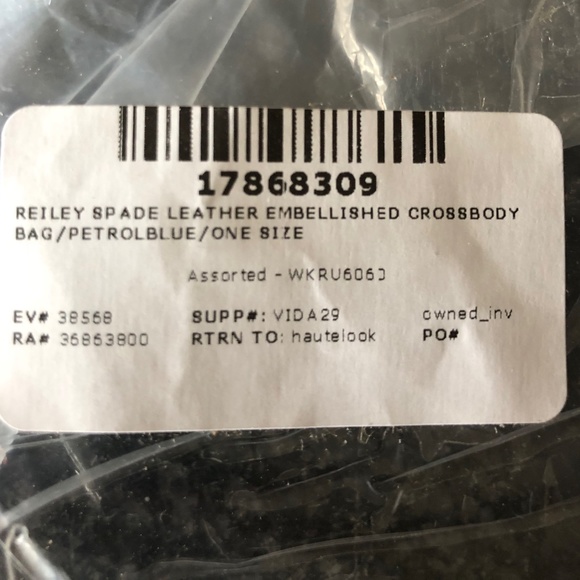 17868309
REILEY SPADE LEATHER EMBELLISHED CROSSBODY
BAG/PETROLBLUE/ONE SIZE
Assorted - WKRU6060
EV# 38568 SUPP#: VIDA29 owned_inv
RA# 36863800 RTRN TO: hautelook PO#